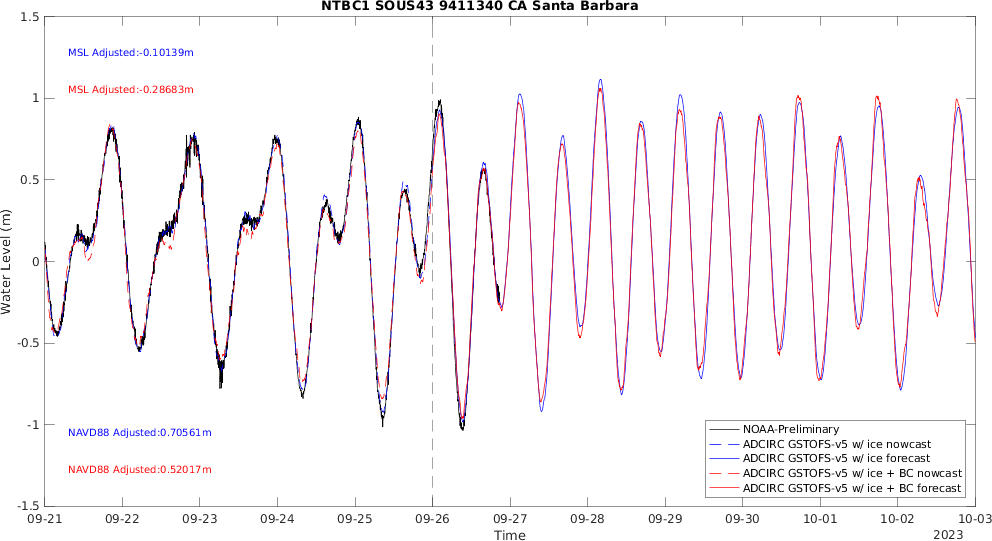 NTBC1 SOUS43 9411340 CA Santa Barbara
1.5
1
0.5
0
-0.5
-1
-1.5
Water Level (m)
MSL Adjusted:-0.10139m
MSL Adjusted:-0.28683m
NAVD88 Adjusted:0.70561m
NAVD88 Adjusted:0.52017m
NOAA-Preliminary
ADCIRC GSTOFS-v5 w/ ice nowcast
ADCIRC GSTOFS-v5 w/ ice forecast
ADCIRC GSTOFS-v5 w/ ice + BC nowcast
ADCIRC GSTOFS-v5 w/ ice + BC forecast
09-21 09-22 09-23 09-24 09-25 09-26 09-27 09-28 09-29 09-30 10-01 10-02 10-03
Time
2023